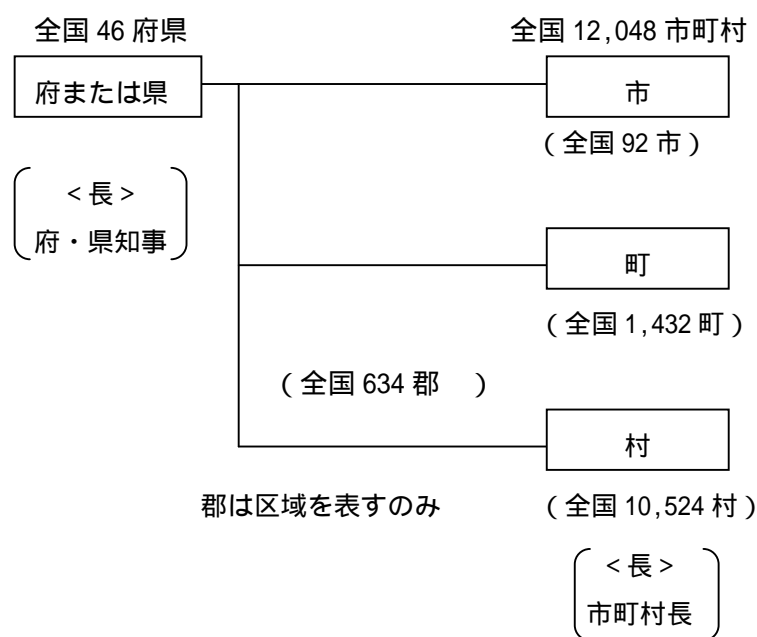 全国 46 府県
全国 12,048 市町村
府または県
市
(全国 92 市)
<長>
府・県知事
町
(全国 1,432 町)
(全国 634 郡 )
村
郡は区域を表すのみ
(全国 10,524 村)
<長>
市町村長